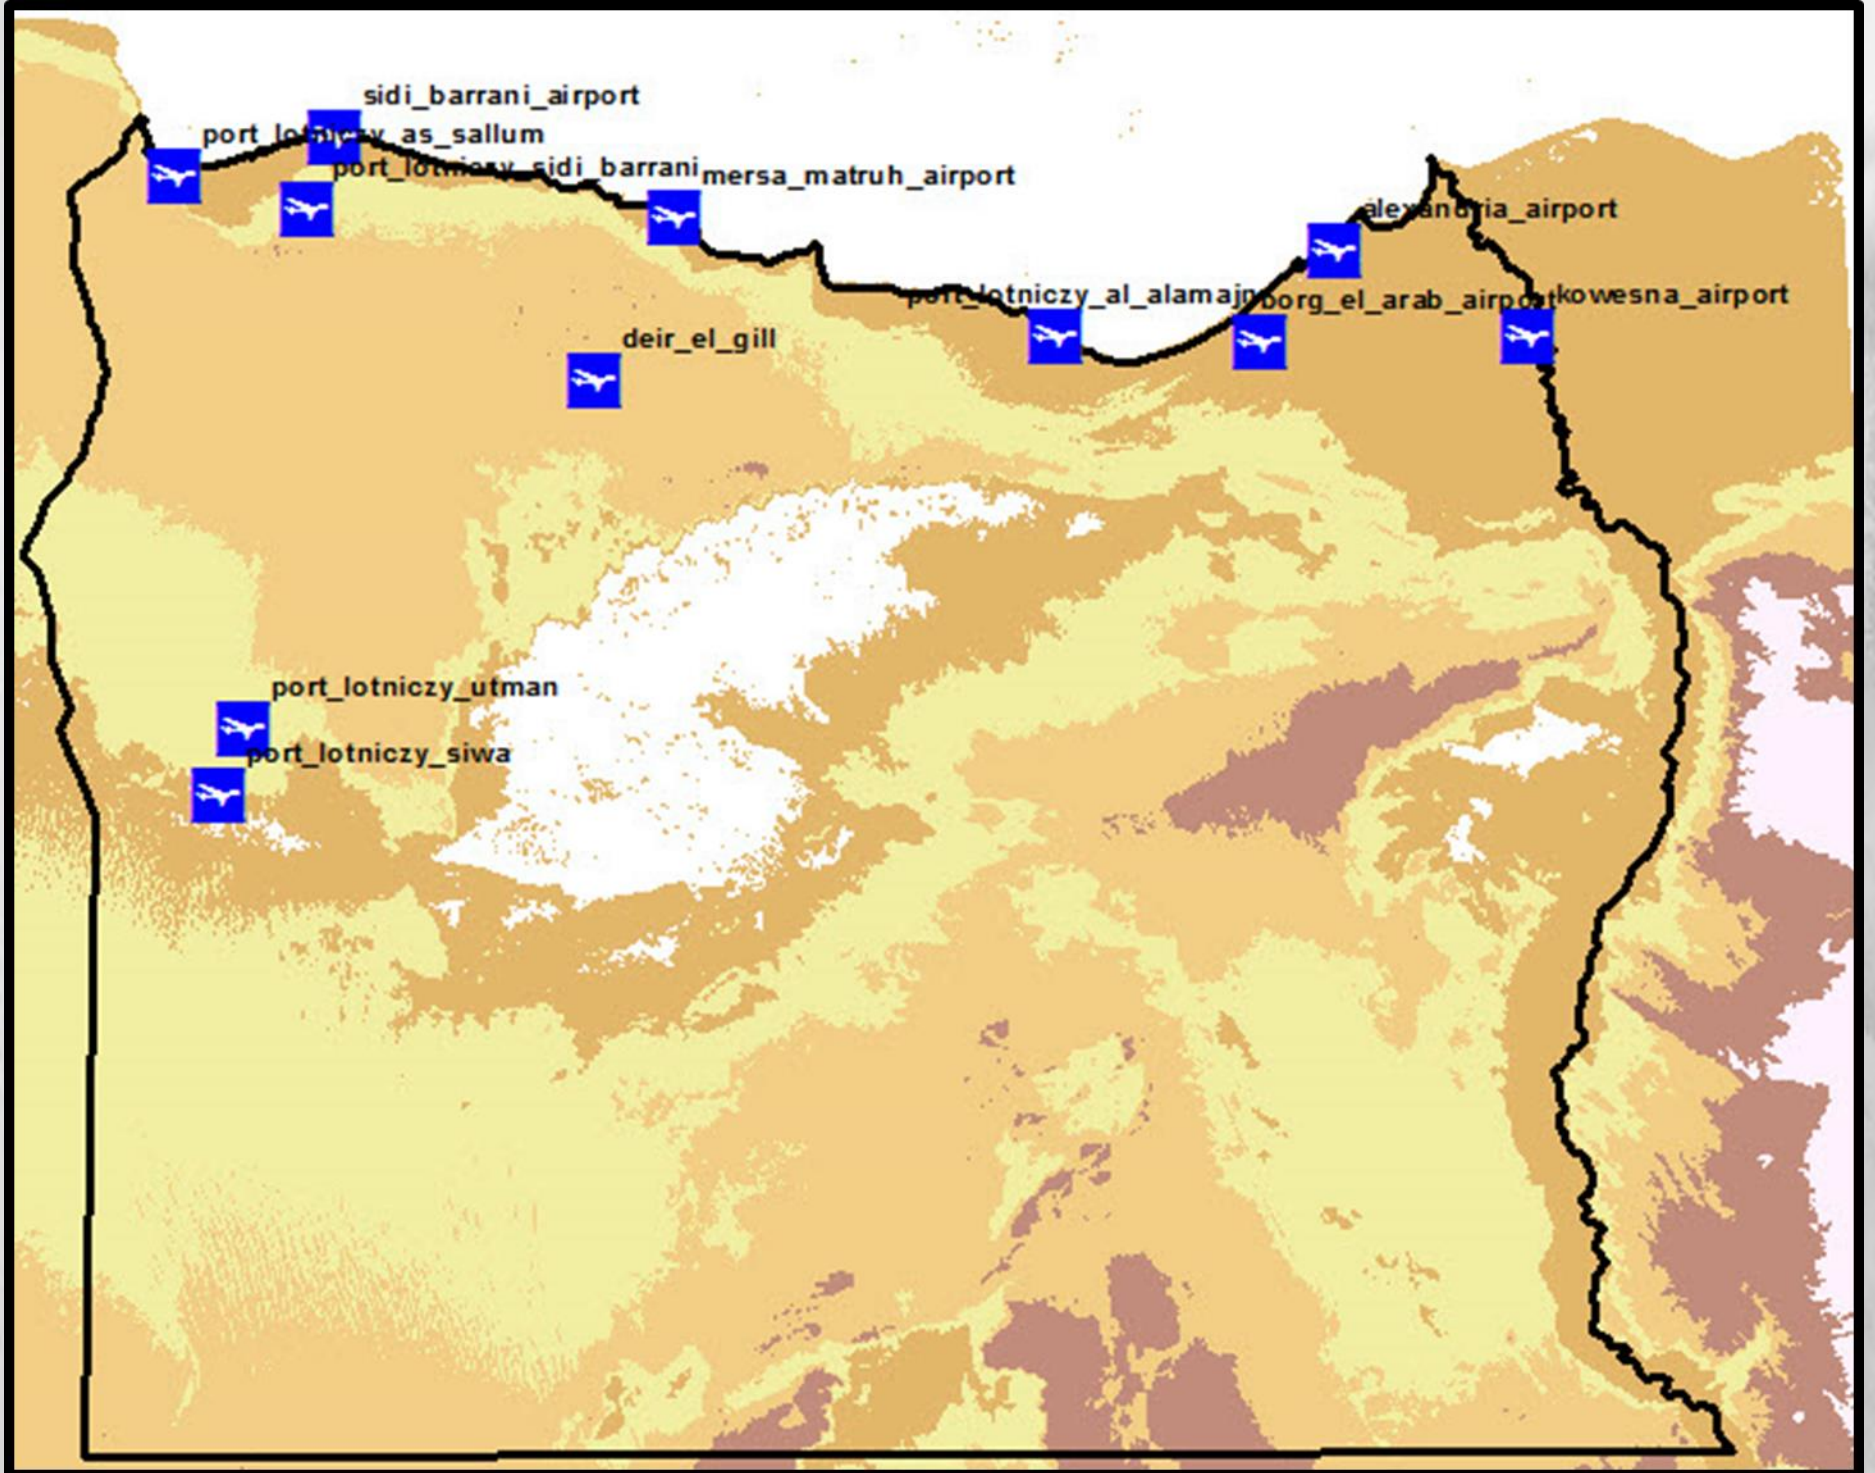 sidi_barrani_airport
port_lotniczy_as_sallum
port_lotniczy_sidi_barrani
mersa_matruh_airport
alexandria_airport
port_lotniczy_al_alamajn
borg_el_arab_airport
kowesna_airport
deir_el_gill
port_lotniczy_utman
port_lotniczy_siwa